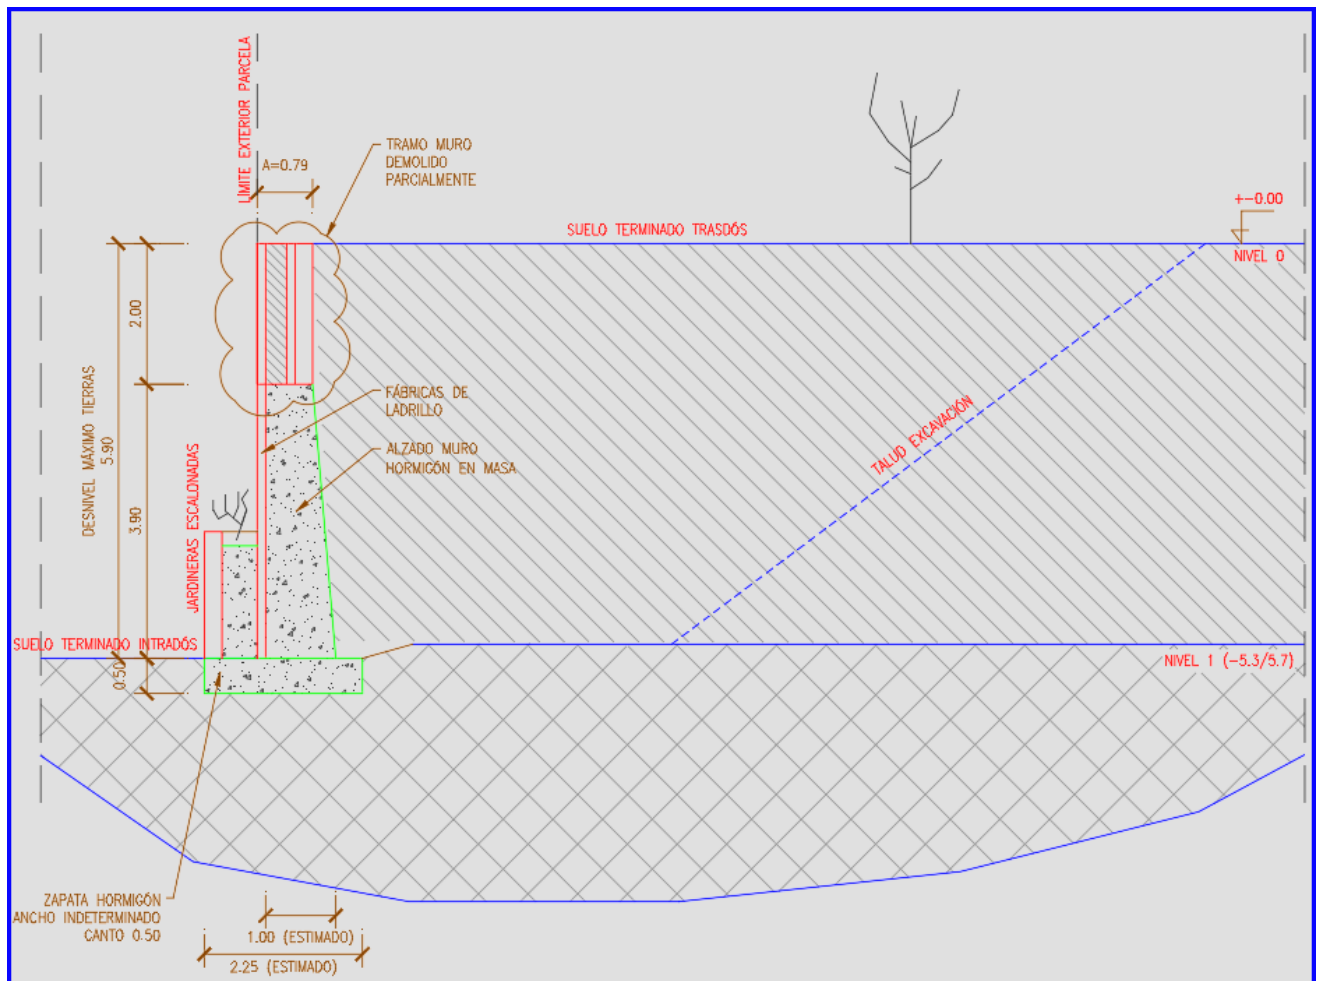 LÍMITE EXTERIOR PARCELA
A=0.79
TRAMO MURO
DEMOLIDO
PARCIALMENTE
SUELO TERMINADO TRASDÓS
+-0.00
NIVEL 0
2.00
DESNIVEL MÁXIMO TIERRAS
5.90
3.90
FÁBRICAS DE
LADRILLO
ALZADO MURO
HORMIGÓN EN MASA
TALUD EXCAVACIÓN
JARDINERAS ESCALONADAS
SUELO TERMINADO INTRADÓS
0.50
NIVEL 1 (-5.3/5.7)
ZAPATA HORMIGÓN
ANCHO INDETERMINADO
CANTO 0.50
1.00 (ESTIMADO)
2.25 (ESTIMADO)